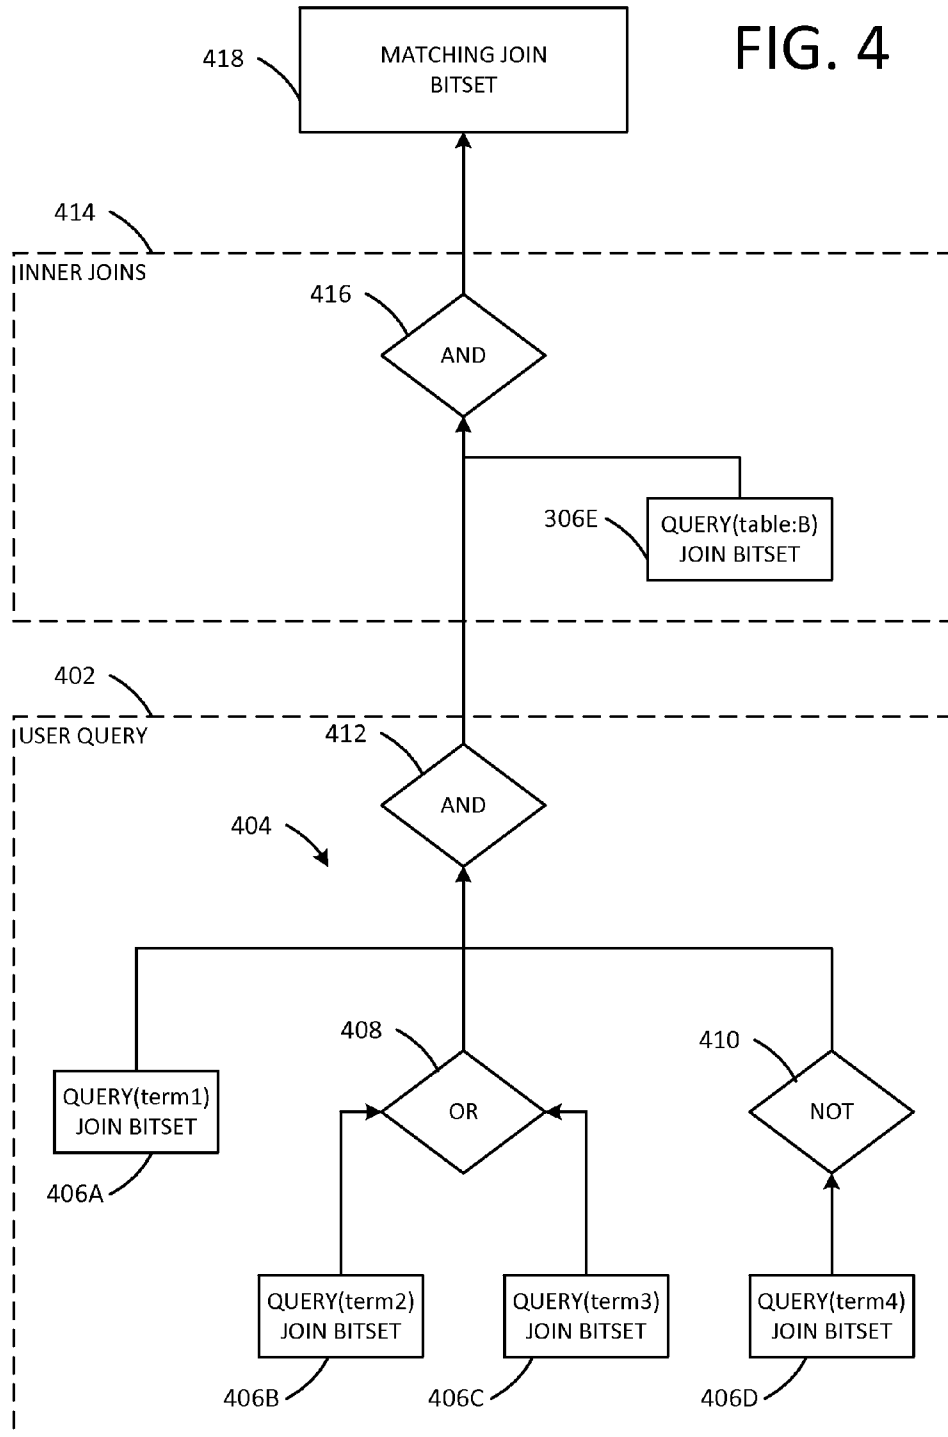 FIG. 4
418
MATCHING JOIN
BITSET
414
INNER JOINS
416
AND
306E
QUERY(table:B)
JOIN BITSET
402
USER QUERY
412
AND
404
408
410
QUERY(term1)
JOIN BITSET
OR
NOT
406A
QUERY(term2)
JOIN BITSET
QUERY(term3)
JOIN BITSET
QUERY(term4)
JOIN BITSET
406B
406C
406D